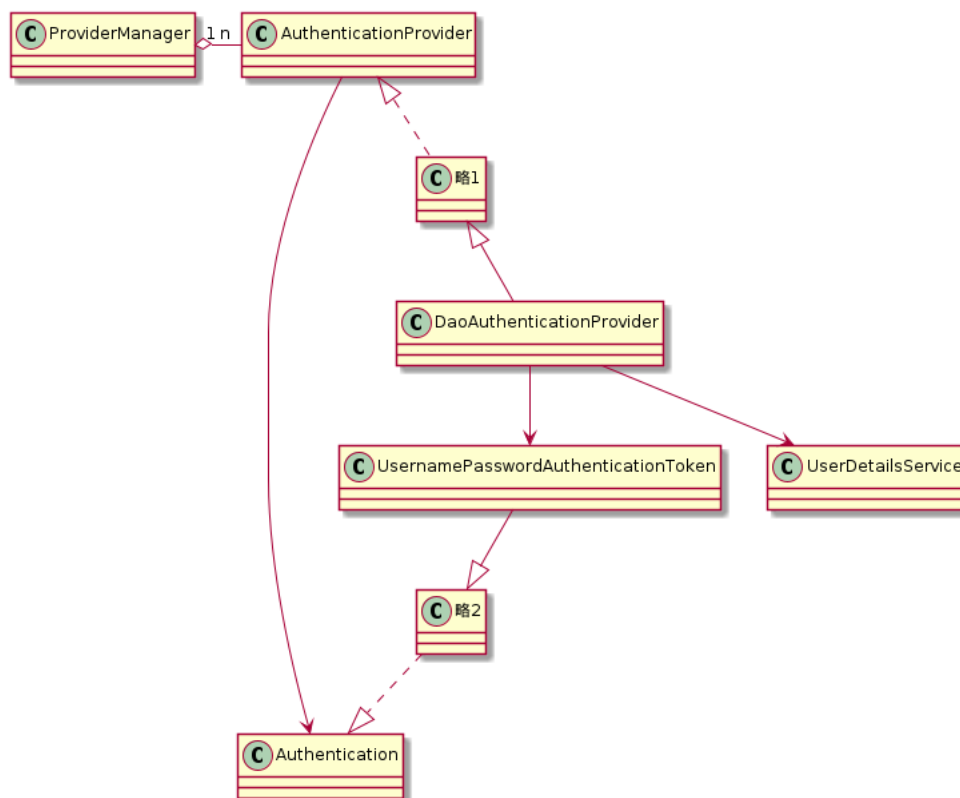 C ProviderManager
1 n
C AuthenticationProvider
C 略1
C DaoAuthenticationProvider
C UsernamePasswordAuthenticationToken
C UserDetailsService
C 略2
C Authentication